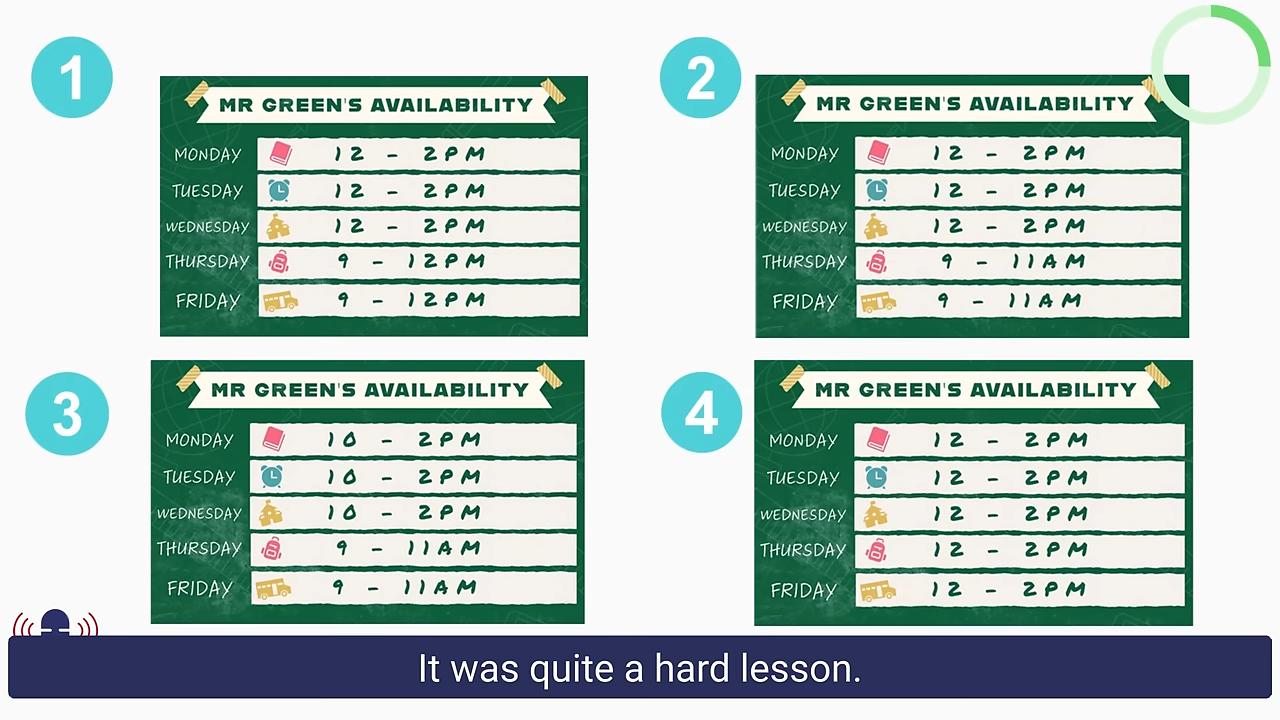 1
MR GREEN'S AVAILABILITY
MONDAY 12 - 2PM
TUESDAY 12 - 2PM
WEDNESDAY 12 - 2PM
THURSDAY 9 - 12PM
FRIDAY 9 - 12PM
2
MR GREEN'S AVAILABILITY
MONDAY 12 - 2PM
TUESDAY 12 - 2PM
WEDNESDAY 12 - 2PM
THURSDAY 9 - 11AM
FRIDAY 9 - 11AM
3
MR GREEN'S AVAILABILITY
MONDAY 10 - 2PM
TUESDAY 10 - 2PM
WEDNESDAY 10 - 2PM
THURSDAY 9 - 11AM
FRIDAY 9 - 11AM
4
MR GREEN'S AVAILABILITY
MONDAY 12 - 2PM
TUESDAY 12 - 2PM
WEDNESDAY 12 - 2PM
THURSDAY 12 - 2PM
FRIDAY 12 - 2PM
It was quite a hard lesson.